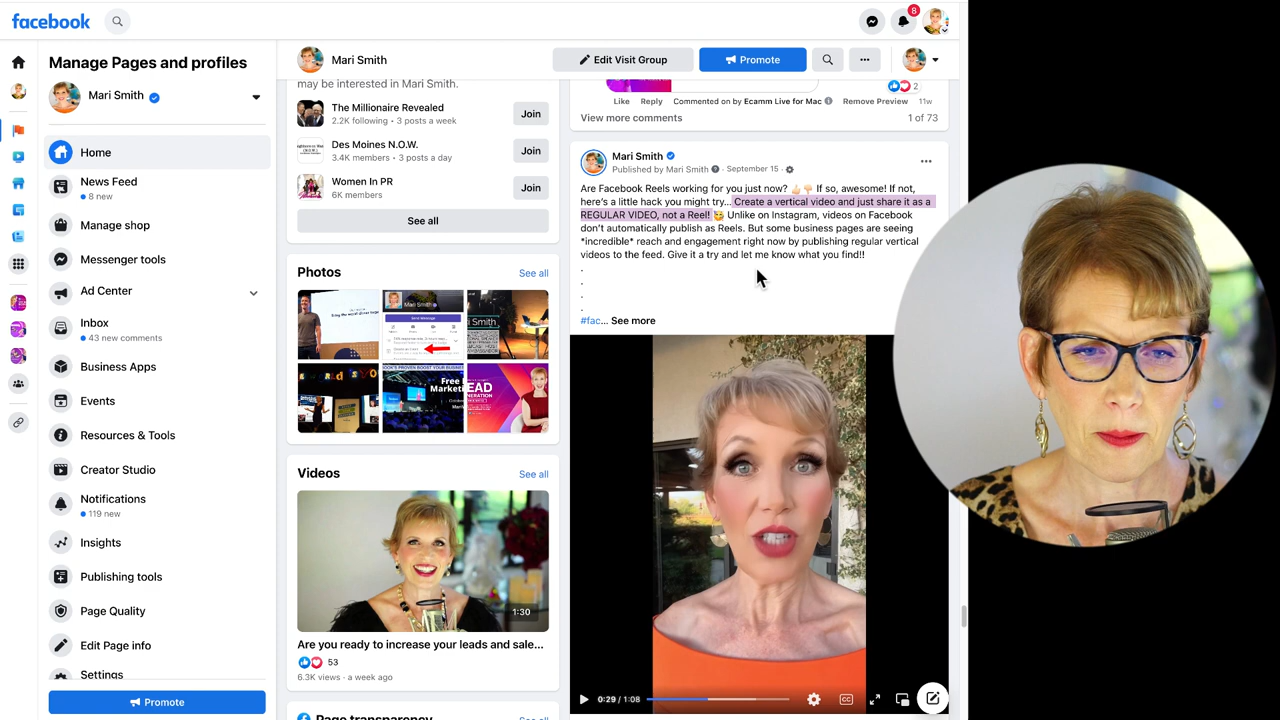 facebook
8
Manage Pages and profiles
Mari Smith
Home
News Feed
8 new
Manage shop
Messenger tools
Ad Center
Inbox
43 new comments
Business Apps
Events
Resources & Tools
Creator Studio
Notifications
119 new
Insights
Publishing tools
Page Quality
Edit Page info
Settings
Promote
Mari Smith
Edit Visit Group
Promote
may be interested in Mari Smith.
The Millionaire Revealed
2.2K following • 3 posts a week
Join
Des Moines N.O.W.
3.4K members • 3 posts a day
Join
Women In PR
6K members
Join
See all
Photos
See all
Videos
See all
1:30
Are you ready to increase your leads and sale...
53
6.3K views · a week ago
Page transparency
See all
2
Like Reply Commented on by Ecamm Live for Mac Remove Preview 11w
View more comments
1 of 73
Mari Smith
Published by Mari Smith · September 15 ·
Are Facebook Reels working for you just now? 👍🏻👎🏻 If so, awesome! If not,
here's a little hack you might try... Create a vertical video and just share it as a
REGULAR VIDEO, not a Reel! 🥰 Unlike on Instagram, videos on Facebook
don't automatically publish as Reels. But some business pages are seeing
*incredible* reach and engagement right now by publishing regular vertical
videos to the feed. Give it a try and let me know what you find!!
.
.
.
.
#fac... See more
0:29 / 1:08
CC